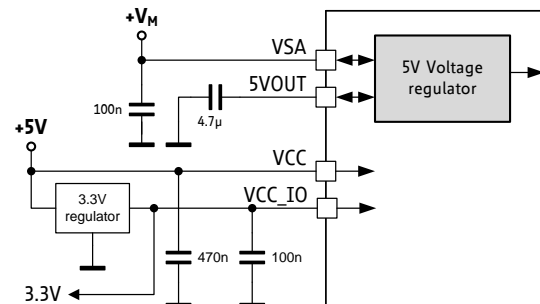 +VM
VSA
5V Voltage
regulator
5VOUT
100n
4.7µ
+5V
VCC
3.3V
regulator
VCC_IO
470n
100n
3.3V